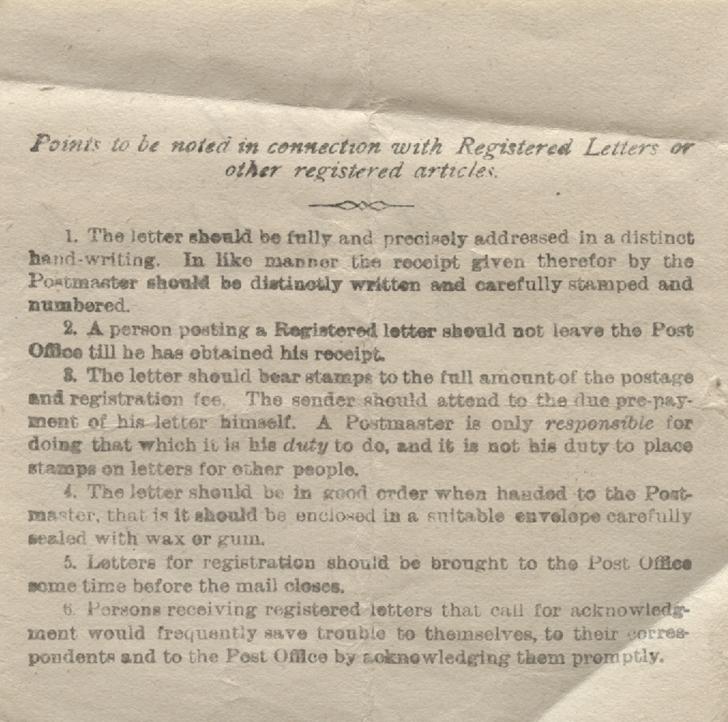 Points to be noted in connection with Registered Letters or
other registered articles.
1. The letter should be fully and precisely addressed in a distinct
hand-writing. In like manner the receipt given therefor by the
Postmaster should be distinctly written and carefully stamped and
numbered.
2. A person posting a Registered letter should not leave the Post
Office till he has obtained his receipt.
3. The letter should bear stamps to the full amount of the postage
and registration fee. The sender should attend to the due pre-pay-
ment of his letter himself. A Postmaster is only responsible for
doing that which it is his duty to do, and it is not his duty to place
stamps on letters for other people.
4. The letter should be in good order when handed to the Post-
master, that is it should be enclosed in a suitable envelope carefully
sealed with wax or gum.
5. Letters for registration should be brought to the Post Office
some time before the mail closes.
6. Persons receiving registered letters that call for acknowledg-
ment would frequently save trouble to themselves, to their corres-
pondents and to the Post Office by acknowledging them promptly.